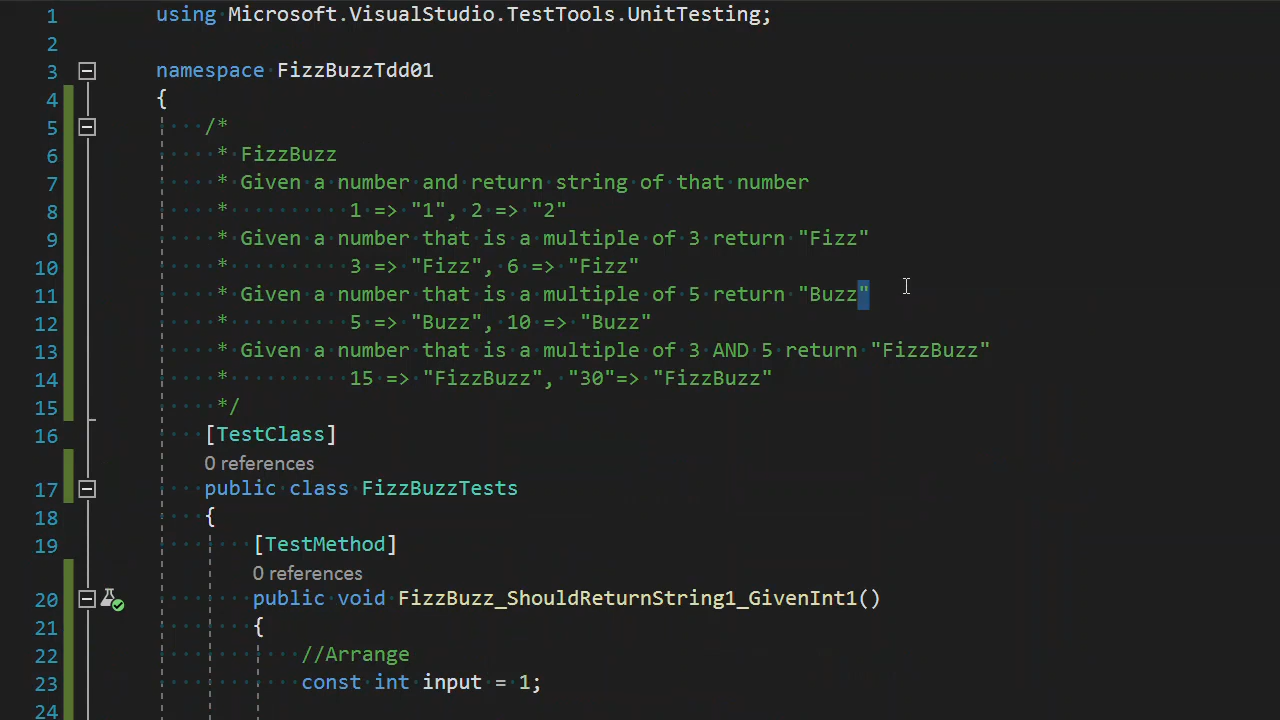 1 using Microsoft.VisualStudio.TestTools.UnitTesting;
2
3 namespace FizzBuzzTdd01
4 {
5 /*
6 * FizzBuzz
7 * Given a number and return string of that number
8 * 1 => "1", 2 => "2"
9 * Given a number that is a multiple of 3 return "Fizz"
10 * 3 => "Fizz", 6 => "Fizz"
11 * Given a number that is a multiple of 5 return "Buzz"
12 * 5 => "Buzz", 10 => "Buzz"
13 * Given a number that is a multiple of 3 AND 5 return "FizzBuzz"
14 * 15 => "FizzBuzz", "30"=> "FizzBuzz"
15 */
16 [TestClass]
0 references
17 public class FizzBuzzTests
18 {
19 [TestMethod]
0 references
20 public void FizzBuzz_ShouldReturnString1_GivenInt1()
21 {
22 //Arrange
23 const int input = 1;
24